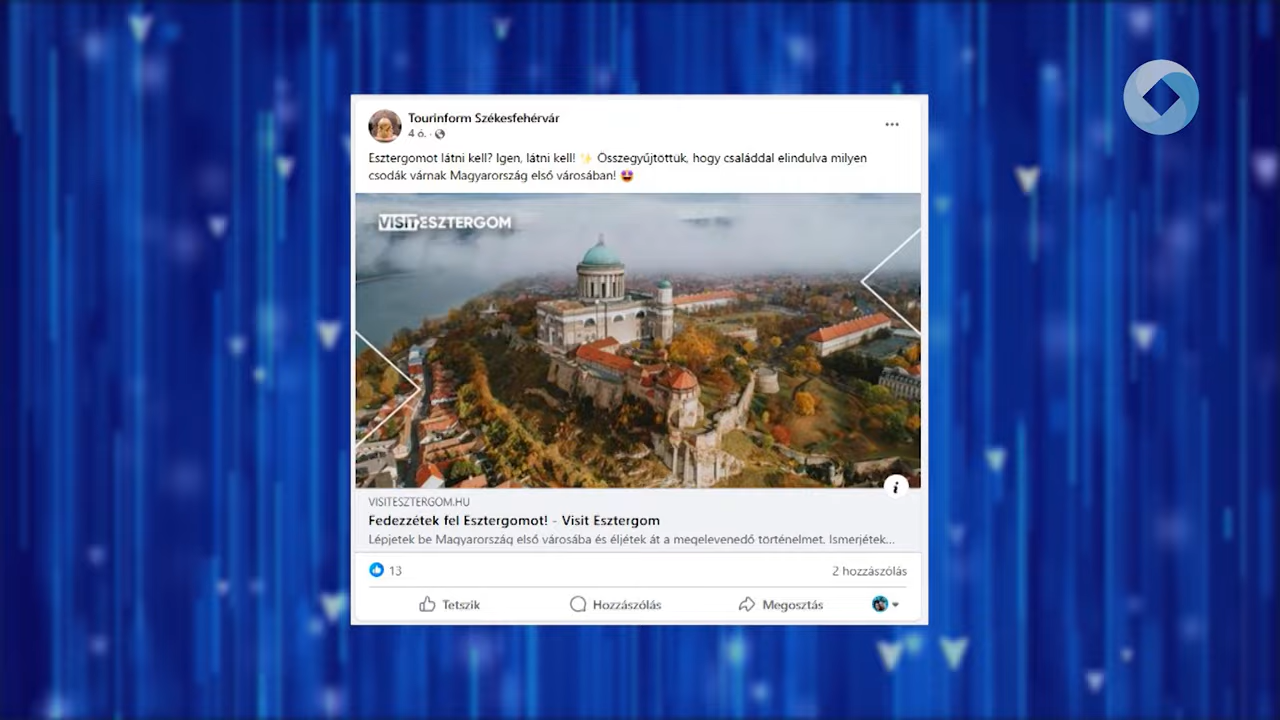 Tourinform Székesfehérvár
4 ó. ·
Esztergomot látni kell? Igen, látni kell! ✨ Összegyűjtottuk, hogy családdal elindulva milyen
csodák várnak Magyarország első városában! 😍
VISITESZTERGOM
VISITESZTERGOM.HU
Fedezzétek fel Esztergomot! - Visit Esztergom
Lépjetek be Magyarország első városába és éljétek át a megelevenedő történelmet. Ismerjétek...
13
2 hozzászólás
Tetszik
Hozzászólás
Megosztás